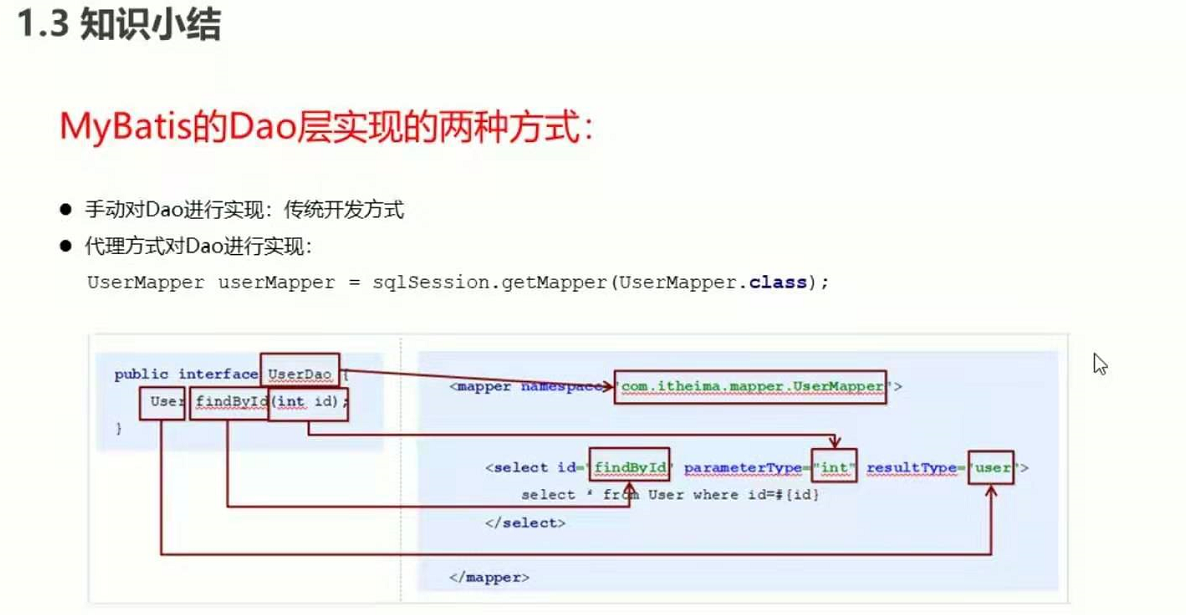 1.3 知识小结
MyBatis的Dao层实现的两种方式：
● 手动对Dao进行实现：传统开发方式
● 代理方式对Dao进行实现：
UserMapper userMapper = sqlSession.getMapper(UserMapper.class);
public interface UserDao {
User findById(int id);
}
<mapper namespace="com.itheima.mapper.UserMapper">
<select id="findById" parameterType="int" resultType="user">
select * from User where id=#{id}
</select>
</mapper>